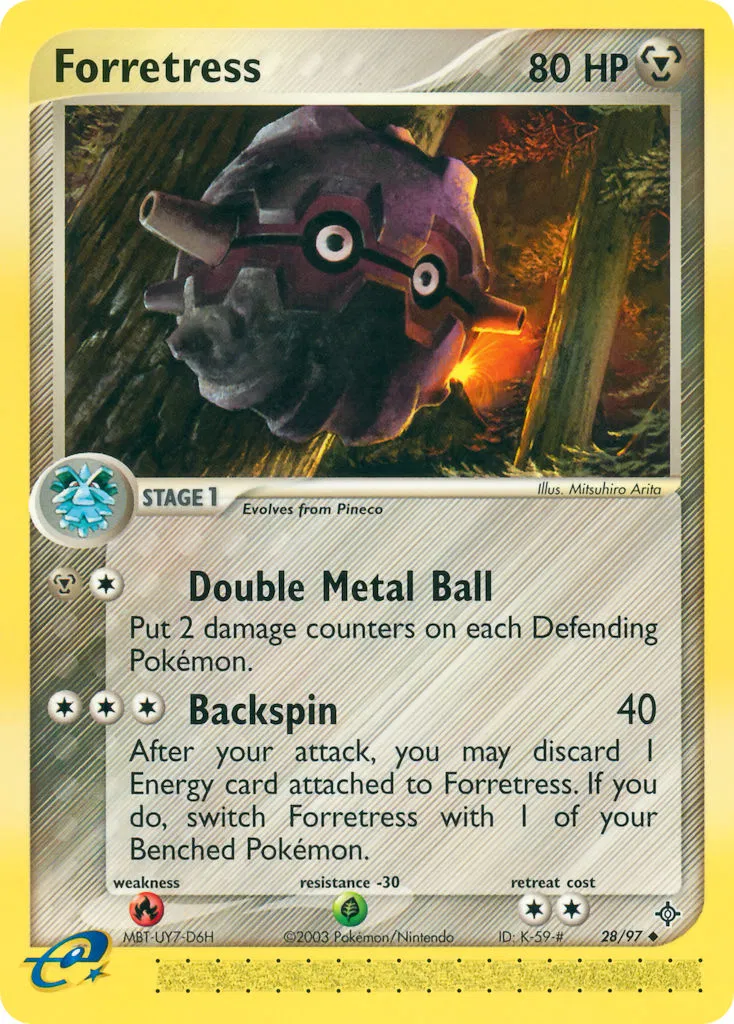 Forretress 80 HP
Illus. Mitsuhiro Arita
STAGE 1
Evolves from Pineco
Double Metal Ball
Put 2 damage counters on each Defending
Pokémon.
Backspin 40
After your attack, you may discard 1
Energy card attached to Forretress. If you
do, switch Forretress with 1 of your
Benched Pokémon.
weakness resistance -30 retreat cost
MBT-UY7-D6H ©2003 Pokémon/Nintendo ID: K-59-# 28/97
e